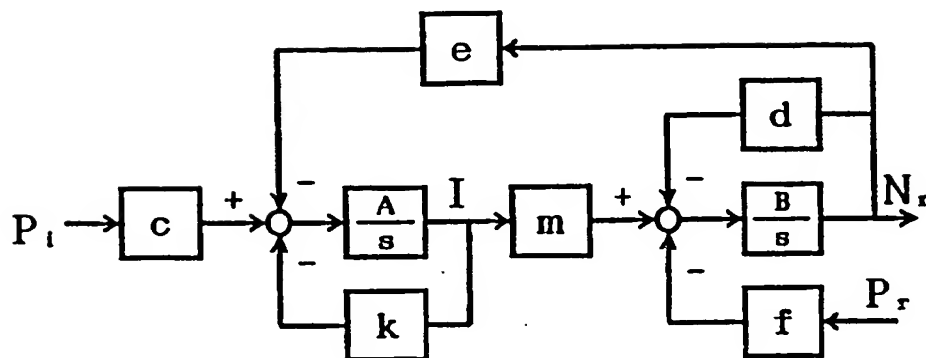 e
d
− −
P_i c + A/s I m + B/s N_r
− −
k f P_r